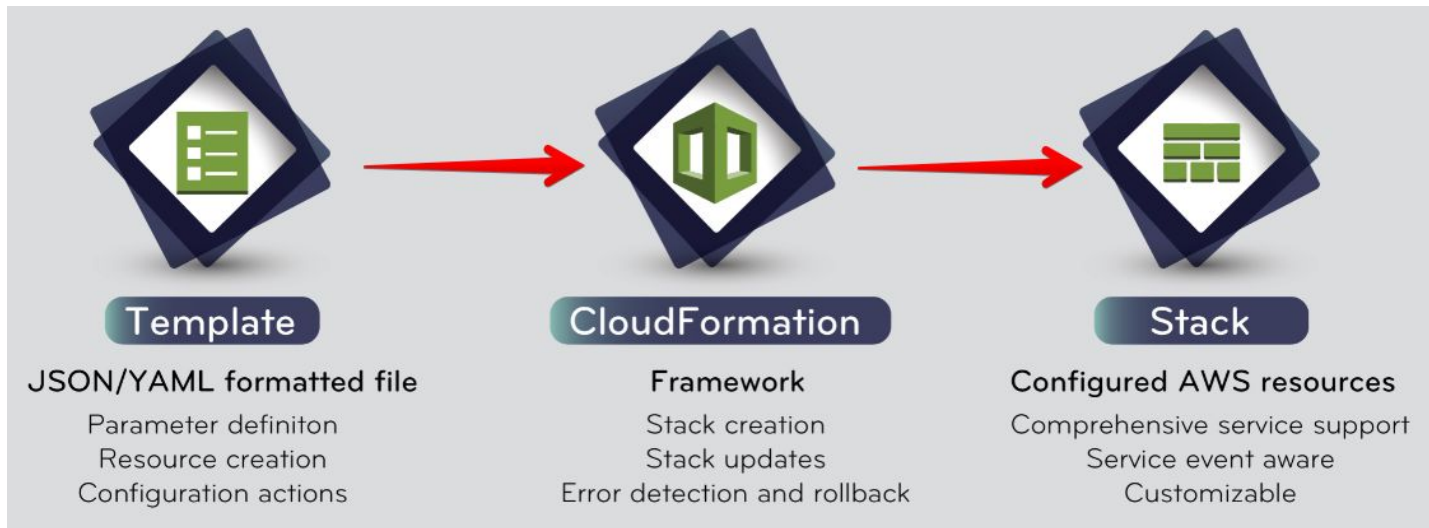 Template
JSON/YAML formatted file
Parameter definiton
Resource creation
Configuration actions
CloudFormation
Framework
Stack creation
Stack updates
Error detection and rollback
Stack
Configured AWS resources
Comprehensive service support
Service event aware
Customizable